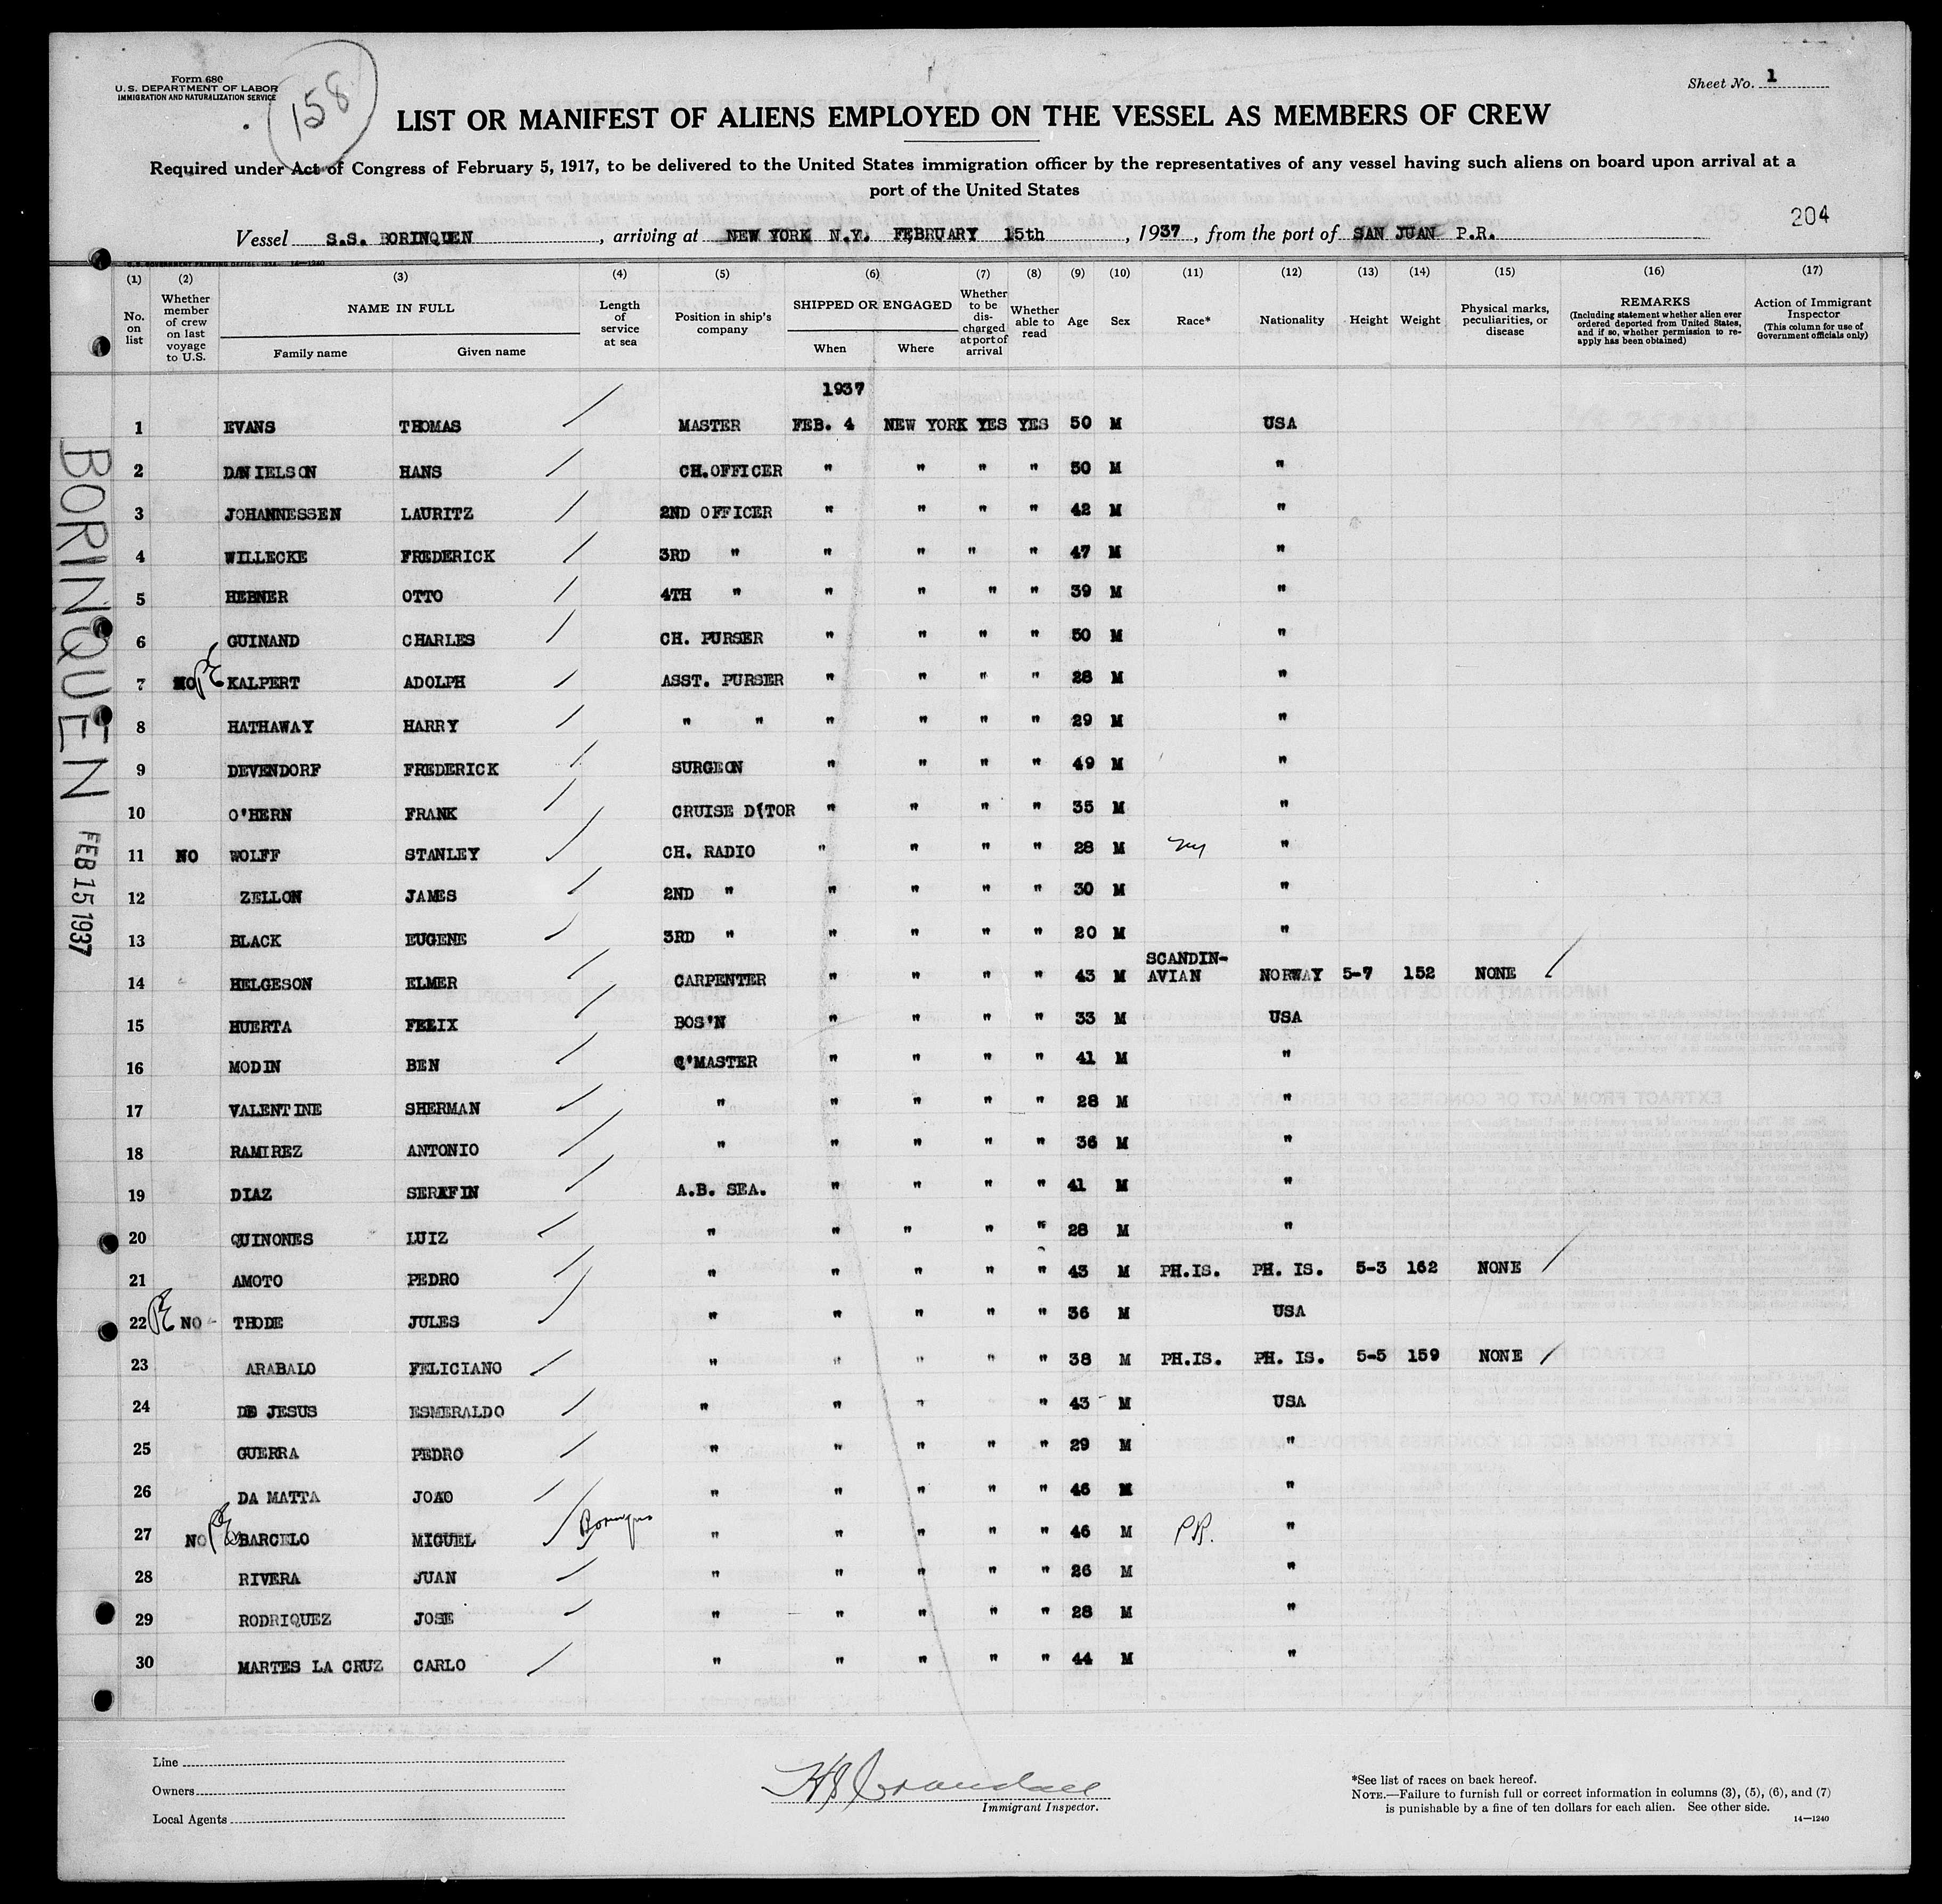 Form 680
U. S. DEPARTMENT OF LABOR
IMMIGRATION AND NATURALIZATION SERVICE
158
Sheet No. 1
LIST OR MANIFEST OF ALIENS EMPLOYED ON THE VESSEL AS MEMBERS OF CREW
Required under Act of Congress of February 5, 1917, to be delivered to the United States immigration officer by the representatives of any vessel having such aliens on board upon arrival at a
port of the United States
204
Vessel S.S. BORINQUEN, arriving at NEW YORK N.Y. FEBRUARY 15th, 1937, from the port of SAN JUAN P.R.
(1) (2) (3) (4) (5) (6) (7) (8) (9) (10) (11) (12) (13) (14) (15) (16) (17)
No. on list
Whether member of crew on last voyage to U.S.
NAME IN FULL
Family name Given name
Length of service at sea
Position in ship's company
SHIPPED OR ENGAGED
When Where
Whether to be discharged at port of arrival
Whether able to read
Age Sex Race* Nationality Height Weight
Physical marks, peculiarities, or disease
REMARKS
(Including statement whether alien ever ordered deported from United States, and if so, whether permission to reapply has been obtained)
Action of Immigrant Inspector
(This column for use of Government officials only)
1937
1 EVANS THOMAS MASTER FEB. 4 NEW YORK YES YES 50 M USA
2 DANIELSON HANS CH.OFFICER " " " " 50 M "
3 JOHANNESSEN LAURITZ 2ND OFFICER " " " " 42 M "
4 WILLECKE FREDERICK 3RD " " " " " 47 M "
5 HEBNER OTTO 4TH " " " " " 39 M "
6 GUINAND CHARLES CH. PURSER " " " " 50 M "
7 NO KALPERT ADOLPH ASST. PURSER " " " " 28 M "
8 HATHAWAY HARRY " " " " " " 29 M "
9 DEVENDORF FREDERICK SURGEON " " " " 49 M "
10 O'HERN FRANK CRUISE D(TOR " " " " 35 M "
11 NO WOLFF STANLEY CH. RADIO " " " " 28 M "
12 ZELLON JAMES 2ND " " " " " 30 M "
13 BLACK EUGENE 3RD " " " " " 20 M "
14 HELGESON ELMER CARPENTER " " " " 43 M SCANDIN-AVIAN NORWAY 5-7 152 NONE
15 HUERTA FELIX BOS'N " " " " 33 M USA
16 MODIN BEN Q'MASTER " " " " 41 M "
17 VALENTINE SHERMAN " " " " " 28 M "
18 RAMIREZ ANTONIO " " " " " 36 M "
19 DIAZ SERAFIN A.B. SEA. " " " " 41 M "
20 QUINONES LUIZ " " " " " 28 M "
21 AMOTO PEDRO " " " " " 43 M PH.IS. PH. IS. 5-3 162 NONE
22 NO THODE JULES " " " " " 36 M USA
23 ARABALO FELICIANO " " " " " 38 M PH.IS. PH. IS. 5-5 159 NONE
24 DE JESUS ESMERALDO " " " " " 43 M USA
25 GUERRA PEDRO " " " " " 29 M "
26 DA MATTA JOAO " " " " " 46 M "
27 NO BARCELO MIGUEL " " " " " 46 M P.R. "
28 RIVERA JUAN " " " " " 26 M "
29 RODRIQUEZ JOSE " " " " " 28 M "
30 MARTES LA CRUZ CARLO " " " " " 44 M "
BORINQUEN
FEB 15 1937
Line
Owners
Local Agents
Immigrant Inspector.
*See list of races on back hereof.
NOTE.—Failure to furnish full or correct information in columns (3), (5), (6), and (7)
is punishable by a fine of ten dollars for each alien. See other side.
14—1240